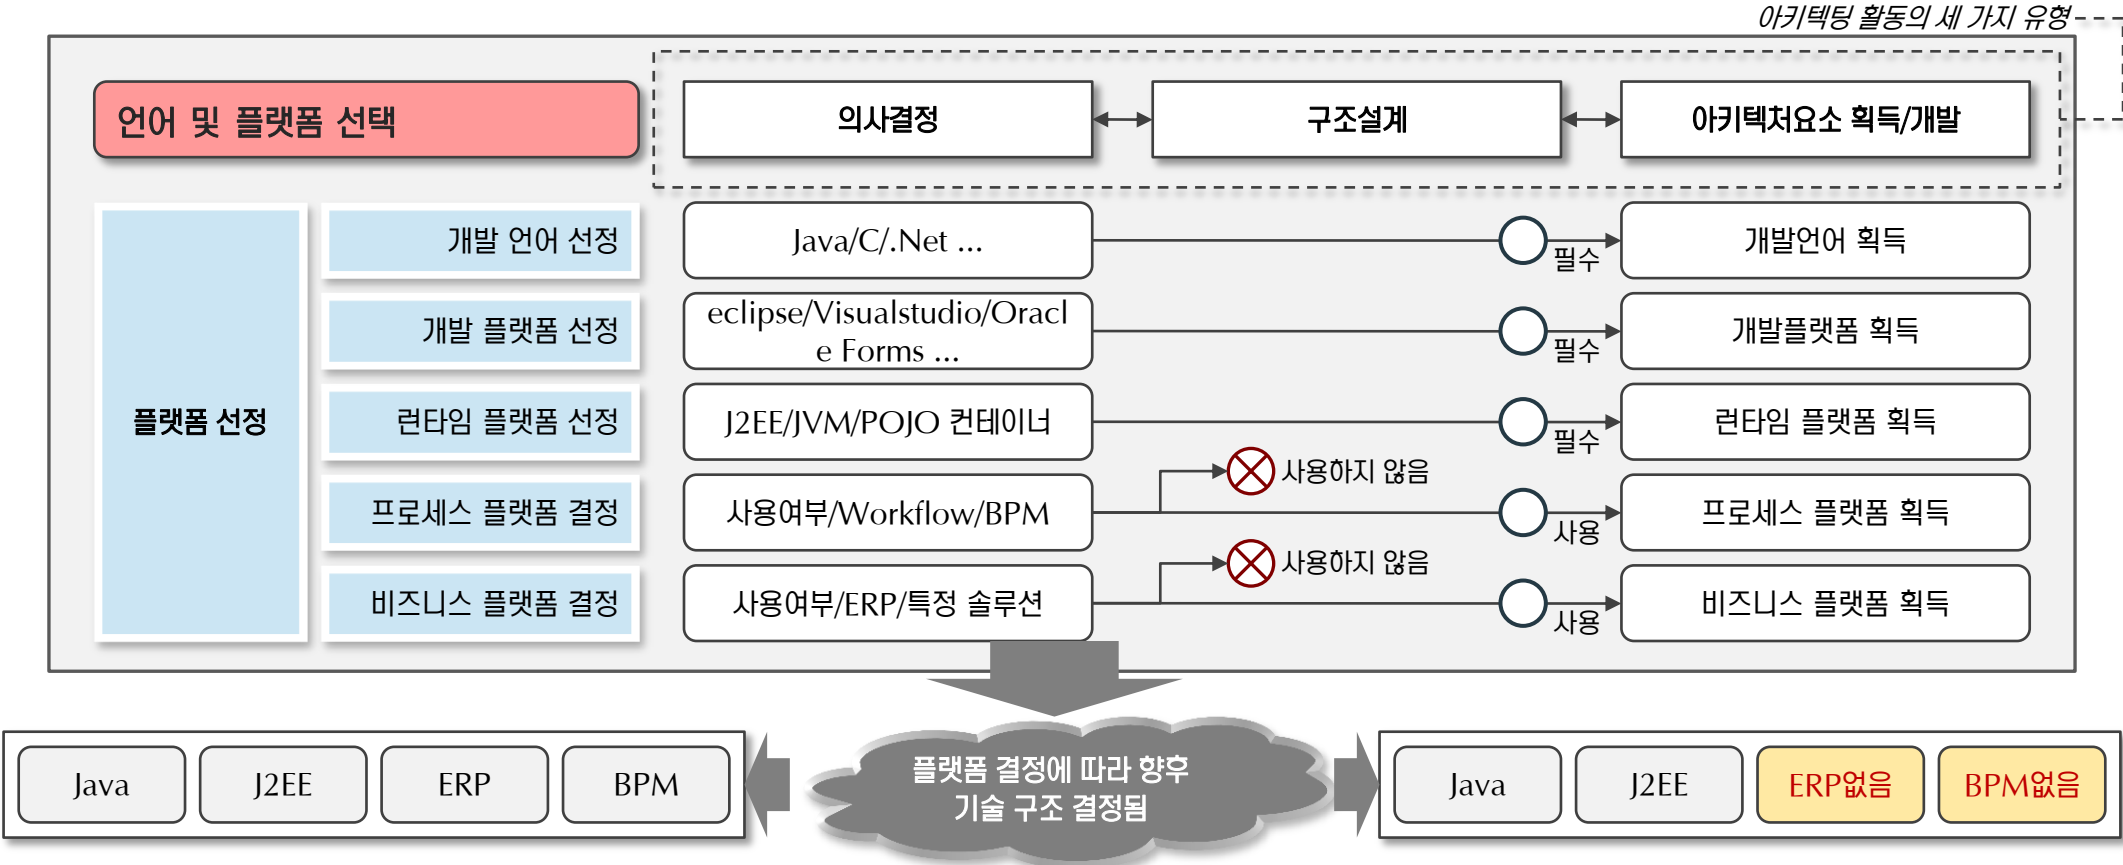 아키텍팅 활동의 세 가지 유형
언어 및 플랫폼 선택
의사결정
구조설계
아키텍처요소 획득/개발
플랫폼 선정
개발 언어 선정
Java/C/.Net ...
필수
개발언어 획득
개발 플랫폼 선정
eclipse/Visualstudio/Oracl
e Forms ...
필수
개발플랫폼 획득
런타임 플랫폼 선정
J2EE/JVM/POJO 컨테이너
필수
런타임 플랫폼 획득
사용하지 않음
프로세스 플랫폼 결정
사용여부/Workflow/BPM
사용
프로세스 플랫폼 획득
사용하지 않음
비즈니스 플랫폼 결정
사용여부/ERP/특정 솔루션
사용
비즈니스 플랫폼 획득
Java
J2EE
ERP
BPM
플랫폼 결정에 따라 향후
기술 구조 결정됨
Java
J2EE
ERP없음
BPM없음